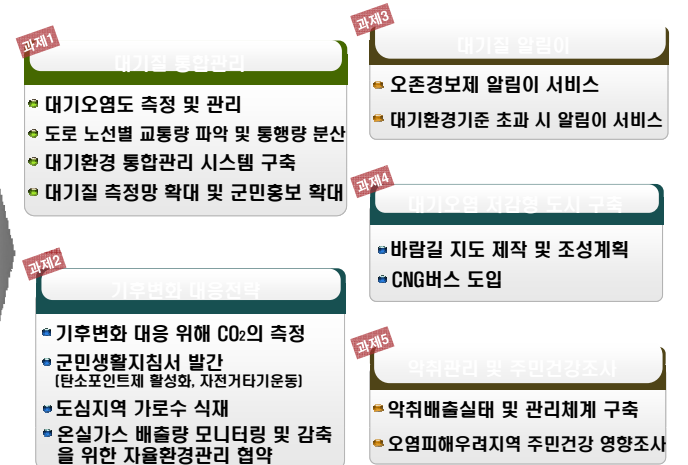 과제1
대기질 통합관리
대기오염도 측정 및 관리
도로 노선별 교통량 파악 및 통행량 분산
대기환경 통합관리 시스템 구축
대기질 측정망 확대 및 군민홍보 확대
과제2
기후변화 대응전략
기후변화 대응 위해 CO2의 측정
군민생활지침서 발간
(탄소포인트제 활성화, 자전거타기운동)
도심지역 가로수 식재
온실가스 배출량 모니터링 및 감축
을 위한 자율환경관리 협약
과제3
대기질 알림이
오존경보제 알림이 서비스
대기환경기준 초과 시 알림이 서비스
과제4
대기오염 저감형 도시 구축
바람길 지도 제작 및 조성계획
CNG버스 도입
과제5
악취관리 및 주민건강조사
악취배출실태 및 관리체계 구축
오염피해우려지역 주민건강 영향조사